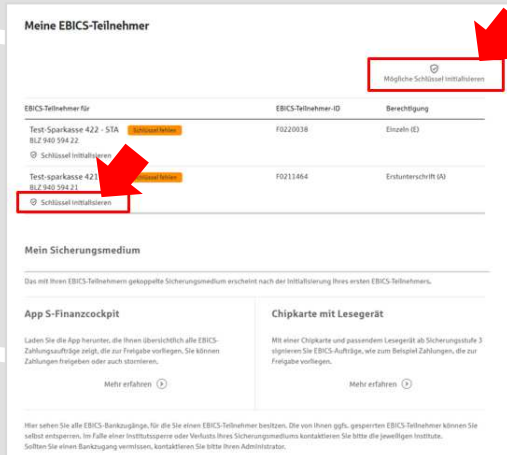 Meine EBICS-Teilnehmer
Mögliche Schlüssel initialisieren
EBICS-Teilnehmer für EBICS-Teilnehmer-ID Berechtigung
Test-Sparkasse 422 - STA Schlüssel fehlen F0220038 Einzeln (E)
BLZ 940 594 22
Schlüssel initialisieren
Test-sparkasse 421 Schlüssel fehlen F0211464 Erstunterschrift (A)
BLZ 940 594 21
Schlüssel initialisieren
Mein Sicherungsmedium
Das mit Ihren EBICS-Teilnehmern gekoppelte Sicherungsmedium erscheint nach der Initialisierung Ihres ersten EBICS-Teilnehmers.
App S-Finanzcockpit
Laden Sie die App herunter, die Ihnen übersichtlich alle EBICS-
Zahlungsaufträge zeigt, die zur Freigabe vorliegen. Sie können
Zahlungen freigeben oder auch stornieren.
Mehr erfahren
Chipkarte mit Lesegerät
Mit einer Chipkarte und passendem Lesegerät ab Sicherungsstufe 3
signieren Sie EBICS-Aufträge, wie zum Beispiel Zahlungen, die zur
Freigabe vorliegen.
Mehr erfahren
Hier sehen Sie alle EBICS-Bankzugänge, für die Sie einen EBICS-Teilnehmer besitzen. Die von Ihnen ggfs. gesperrten EBICS-Teilnehmer können Sie
selbst entsperren. Im Falle einer Institutssperre oder Verlusts Ihres Sicherungsmediums kontaktieren Sie bitte die jeweiligen Institute.
Sollten Sie einen Bankzugang vermissen, kontaktieren Sie bitte Ihren Administrator.